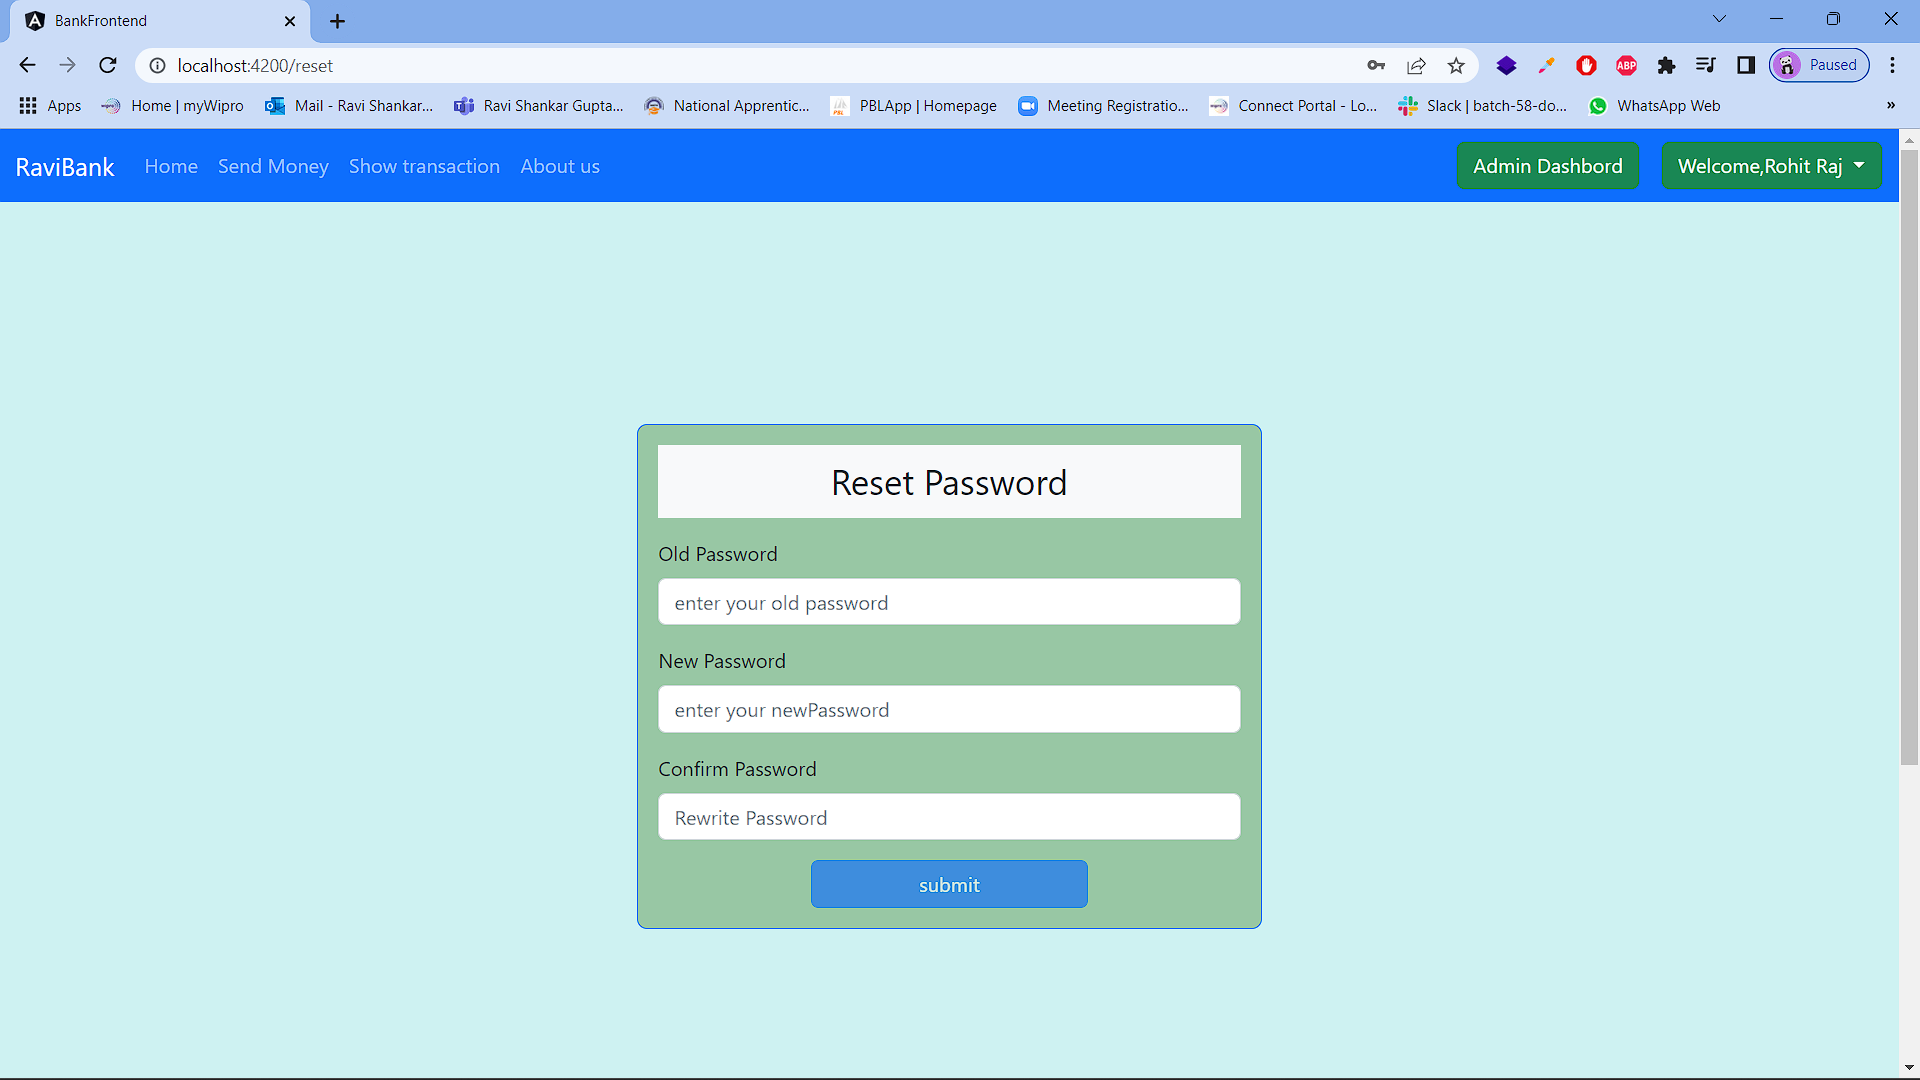 BankFrontend
localhost:4200/reset
ABP
Paused
Apps
Home | myWipro
Mail - Ravi Shankar...
Ravi Shankar Gupta...
National Apprentic...
PBLApp | Homepage
Meeting Registratio...
Connect Portal - Lo...
Slack | batch-58-do...
WhatsApp Web
»
RaviBank
Home
Send Money
Show transaction
About us
Admin Dashbord
Welcome,Rohit Raj
Reset Password
Old Password
enter your old password
New Password
enter your newPassword
Confirm Password
Rewrite Password
submit